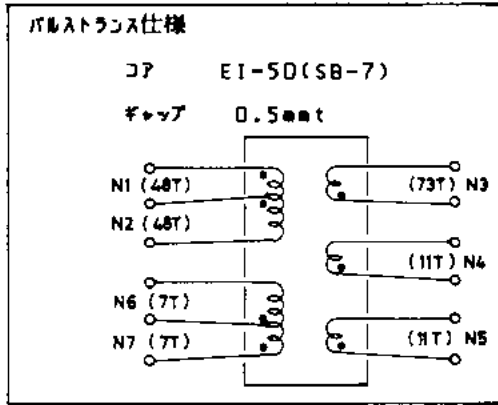 パルストランス仕様
コア EI-50(SB-7)
ギャップ 0.5mmt
N1 (48T)
N2 (48T)
N6 (7T)
N7 (7T)
(73T) N3
(11T) N4
(11T) N5